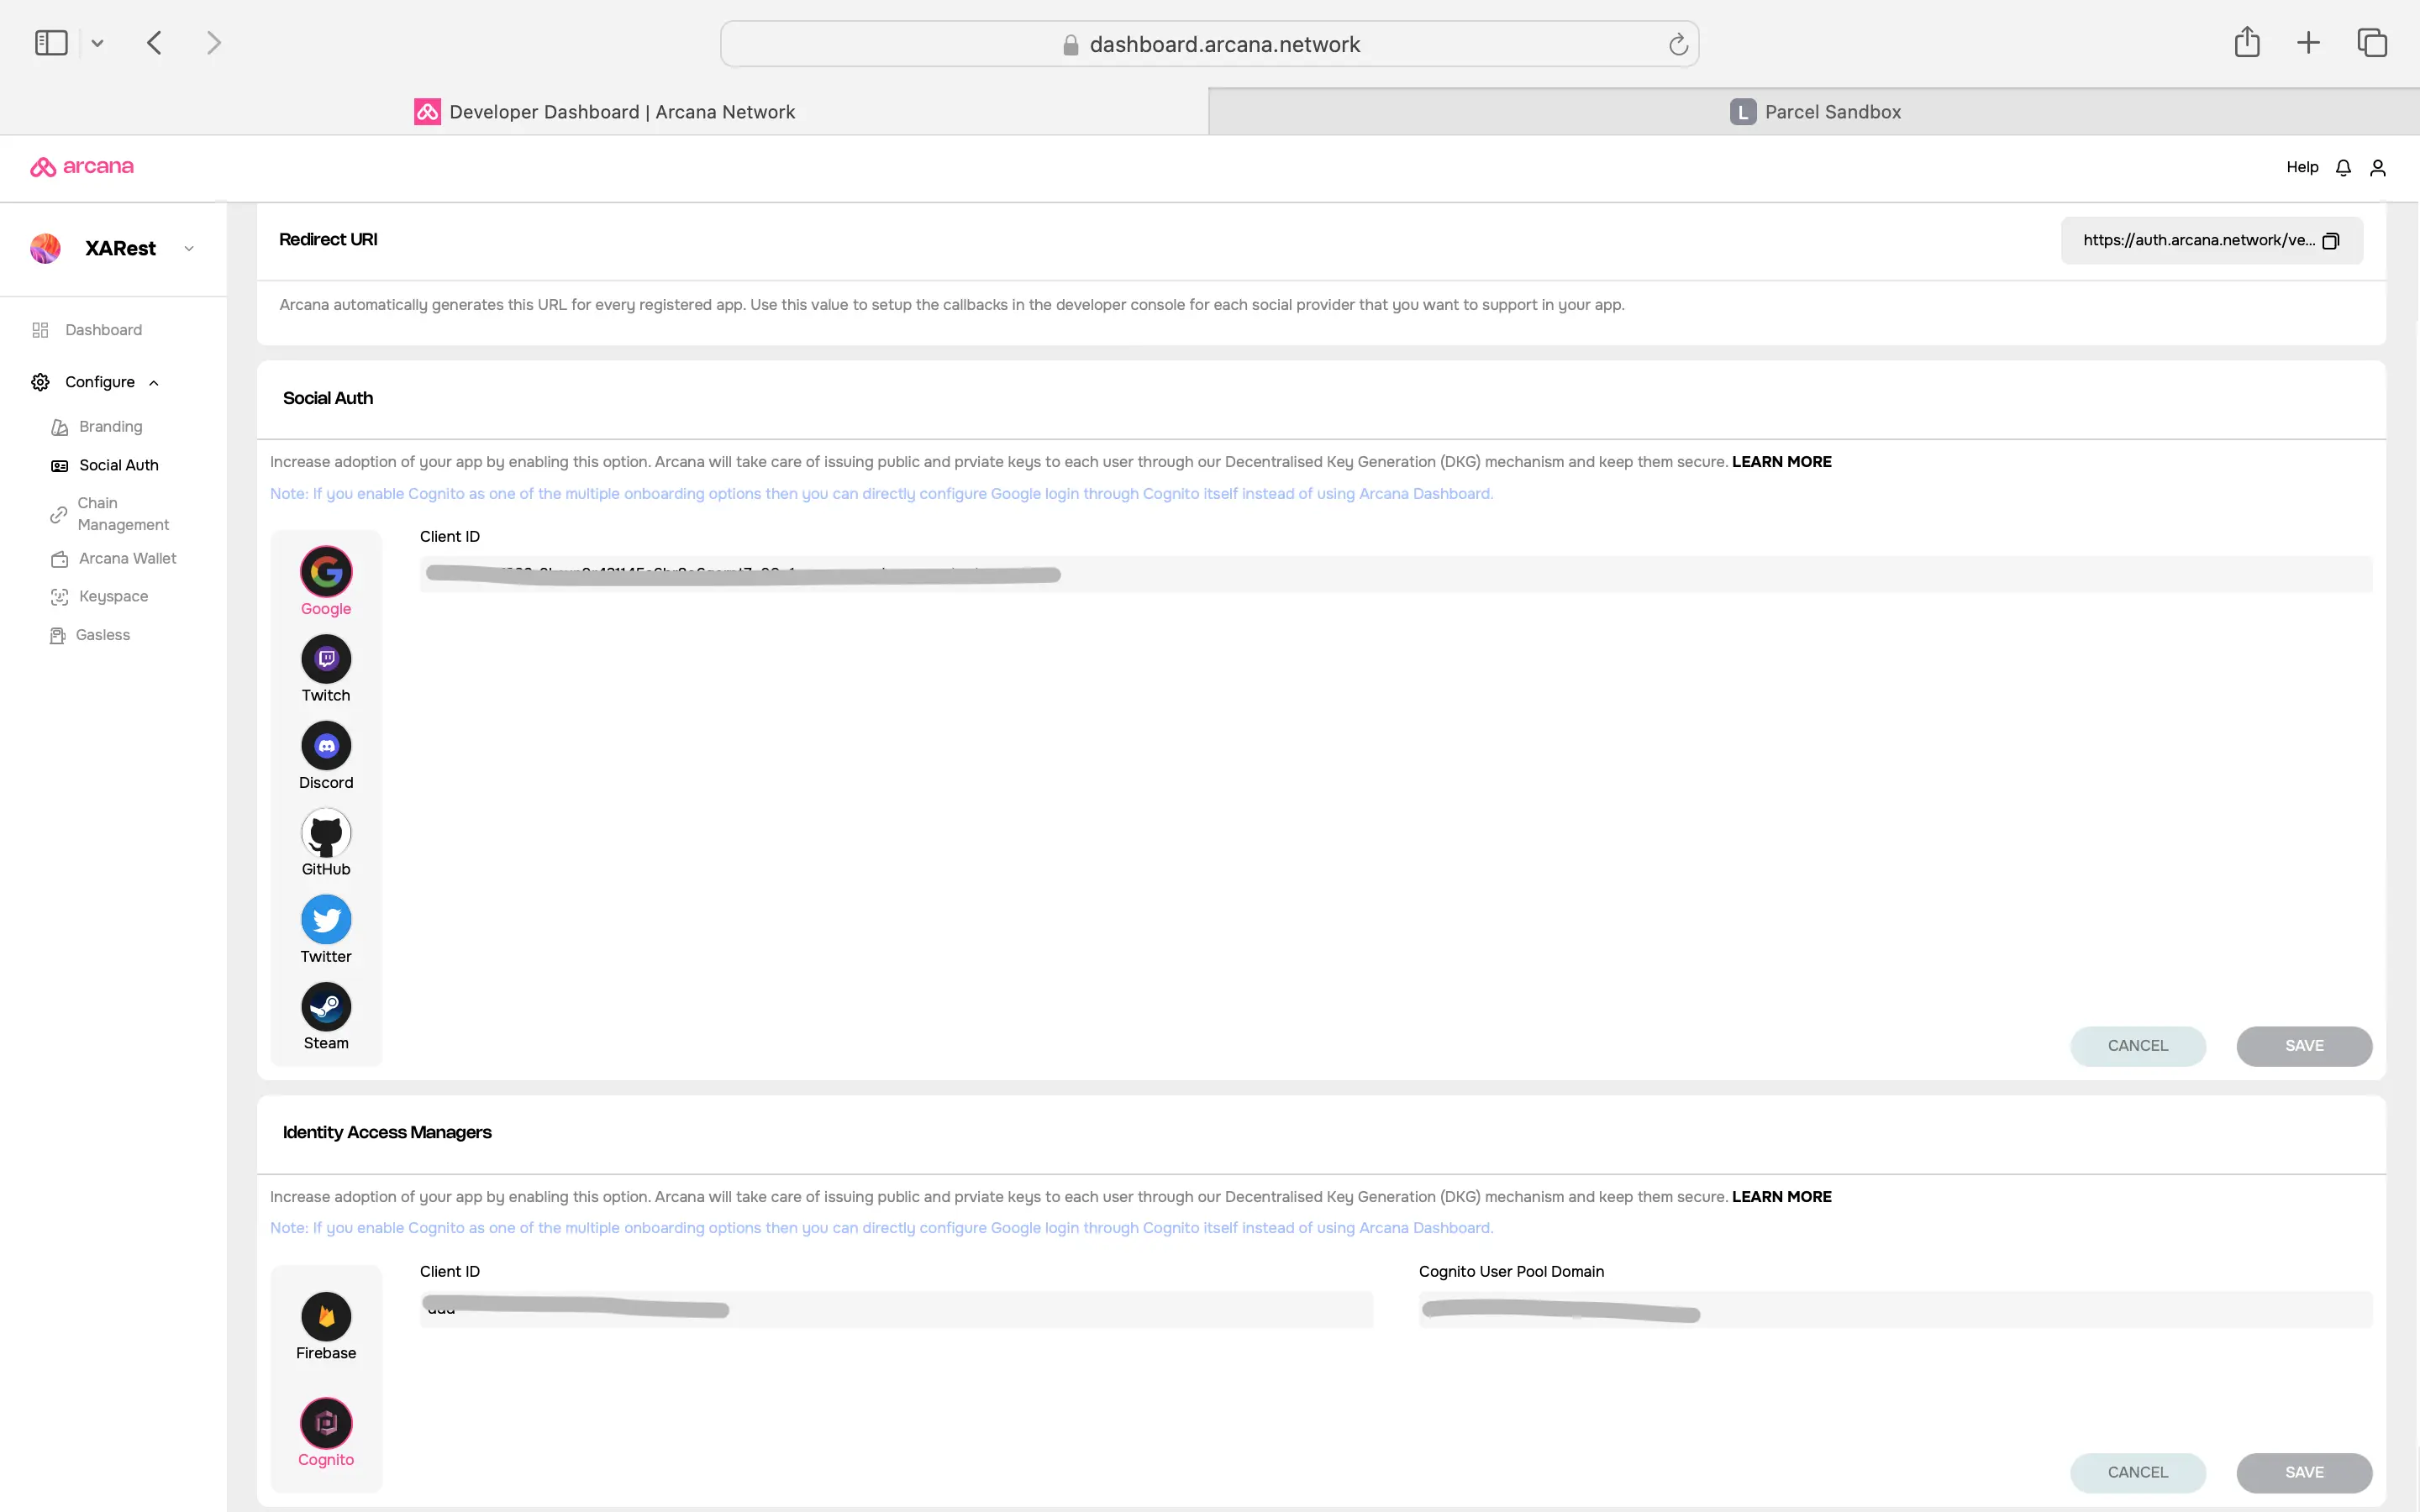 dashboard.arcana.network
Developer Dashboard | Arcana Network
L Parcel Sandbox
arcana
Help
XARest
Dashboard
Configure
Branding
Social Auth
Chain
Management
Arcana Wallet
Keyspace
Gasless
Redirect URI
https://auth.arcana.network/ve...
Arcana automatically generates this URL for every registered app. Use this value to setup the callbacks in the developer console for each social provider that you want to support in your app.
Social Auth
Increase adoption of your app by enabling this option. Arcana will take care of issuing public and prviate keys to each user through our Decentralised Key Generation (DKG) mechanism and keep them secure. LEARN MORE
Note: If you enable Cognito as one of the multiple onboarding options then you can directly configure Google login through Cognito itself instead of using Arcana Dashboard.
Client ID
Google
Twitch
Discord
GitHub
Twitter
Steam
CANCEL
SAVE
Identity Access Managers
Increase adoption of your app by enabling this option. Arcana will take care of issuing public and prviate keys to each user through our Decentralised Key Generation (DKG) mechanism and keep them secure. LEARN MORE
Note: If you enable Cognito as one of the multiple onboarding options then you can directly configure Google login through Cognito itself instead of using Arcana Dashboard.
Client ID
Cognito User Pool Domain
Firebase
Cognito
CANCEL
SAVE